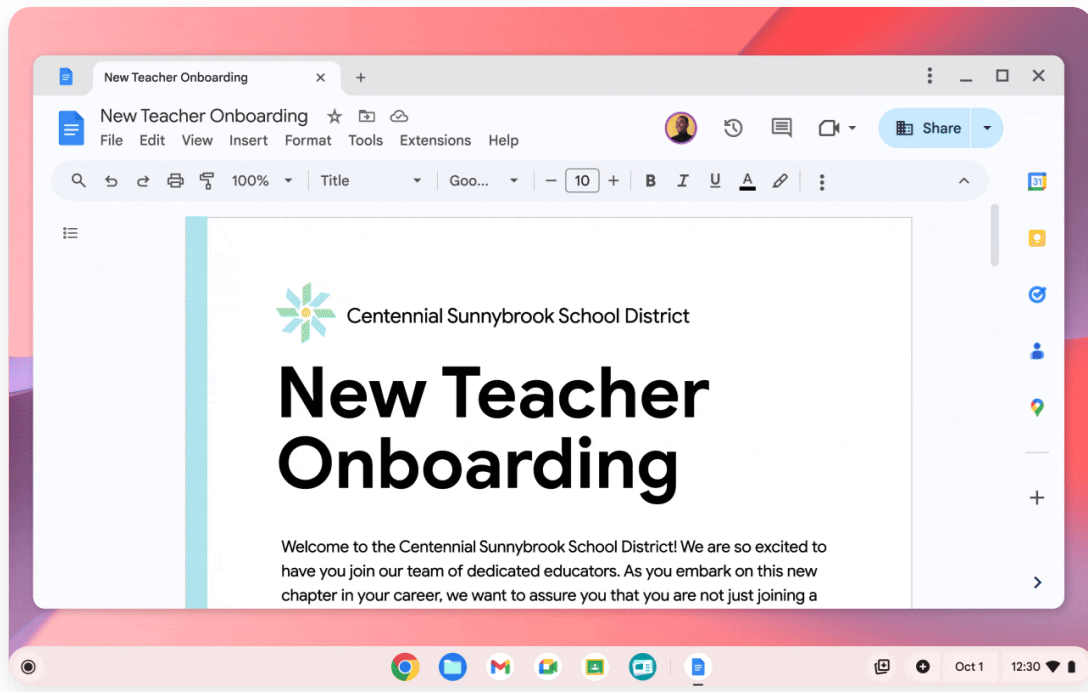 New Teacher Onboarding
New Teacher Onboarding
File Edit View Insert Format Tools Extensions Help
Share
100% Title Goo... 10 B I U A
31
Centennial Sunnybrook School District
New Teacher
Onboarding
Welcome to the Centennial Sunnybrook School District! We are so excited to
have you join our team of dedicated educators. As you embark on this new
chapter in your career, we want to assure you that you are not just joining a
Oct 1 12:30